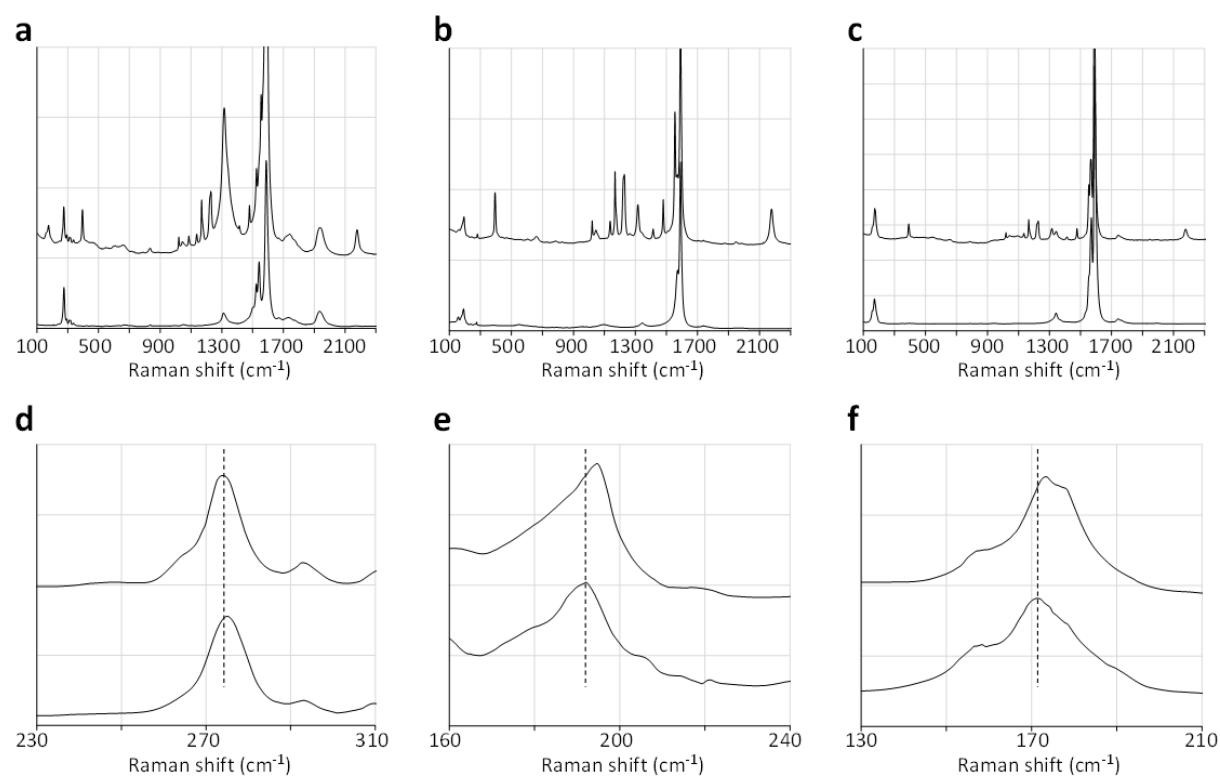 a b c
100 500 900 1300 1700 2100 100 500 900 1300 1700 2100 100 500 900 1300 1700 2100
Raman shift (cm⁻¹) Raman shift (cm⁻¹) Raman shift (cm⁻¹)
d e f
230 270 310 160 200 240 130 170 210
Raman shift (cm⁻¹) Raman shift (cm⁻¹) Raman shift (cm⁻¹)